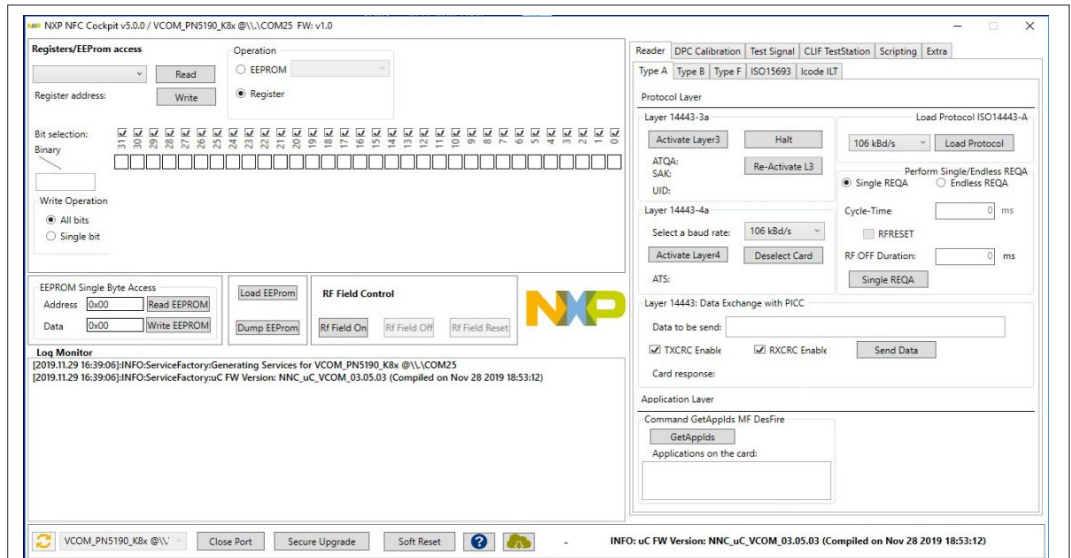 NXP NFC Cockpit v5.0.0 / VCOM_PN5190_K8x @\\.\COM25 FW: v1.0
Registers/EEProm access
Read
Register address:
Write
Operation
EEPROM
Register
Bit selection:
31 30 29 28 27 26 25 24 23 22 21 20 19 18 17 16 15 14 13 12 11 10 9 8 7 6 5 4 3 2 1 0
Binary
Write Operation
All bits
Single bit
EEPROM Single Byte Access
Address 0x00 Read EEPROM
Data 0x00 Write EEPROM
Load EEProm
Dump EEProm
RF Field Control
Rf Field On Rf Field Off Rf Field Reset
NXP
Log Monitor
[2019.11.29 16:39:06]:INFO:ServiceFactory:Generating Services for VCOM_PN5190_K8x @\\.\COM25
[2019.11.29 16:39:06]:INFO:ServiceFactory:uC FW Version: NNC_uC_VCOM_03.05.03 (Compiled on Nov 28 2019 18:53:12)
Reader DPC Calibration Test Signal CLIF TestStation Scripting Extra
Type A Type B Type F ISO15693 Icode ILT
Protocol Layer
Layer 14443-3a
Activate Layer3 Halt
ATQA:
SAK:
Re-Activate L3
UID:
Load Protocol ISO14443-A
106 kBd/s Load Protocol
Perform Single/Endless REQA
Single REQA Endless REQA
Cycle-Time: 0 ms
RFRESET
RF OFF Duration: 0 ms
Single REQA
Layer 14443-4a
Select a baud rate: 106 kBd/s
Activate Layer4 Deselect Card
ATS:
Layer 14443: Data Exchange with PICC
Data to be send:
TXCRC Enable RXCRC Enable Send Data
Card response:
Application Layer
Command GetAppIds MF DesFire
GetAppIds
Applications on the card:
VCOM_PN5190_K8x @\\.' Close Port Secure Upgrade Soft Reset ? -
INFO: uC FW Version: NNC_uC_VCOM_03.05.03 (Compiled on Nov 28 2019 18:53:12)